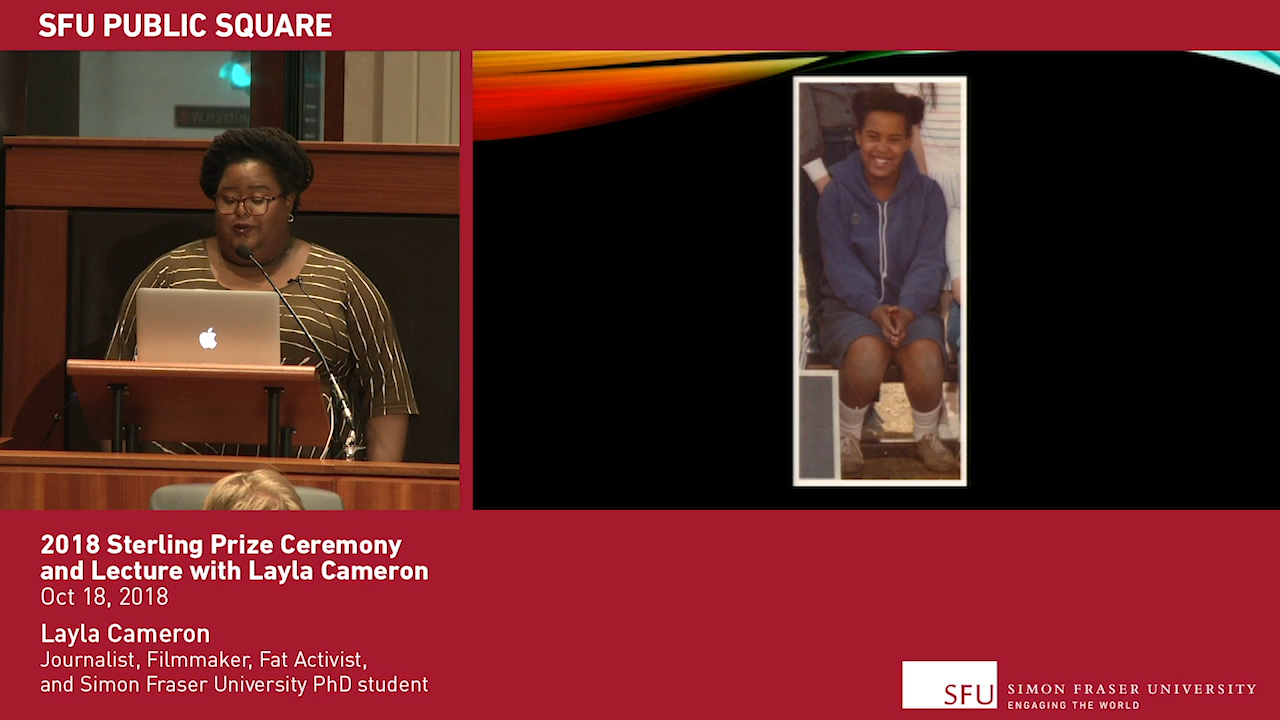 SFU PUBLIC SQUARE
W.Hastin
2018 Sterling Prize Ceremony
and Lecture with Layla Cameron
Oct 18, 2018
Layla Cameron
Journalist, Filmmaker, Fat Activist,
and Simon Fraser University PhD student
SFU
SIMON FRASER UNIVERSITY
ENGAGING THE WORLD